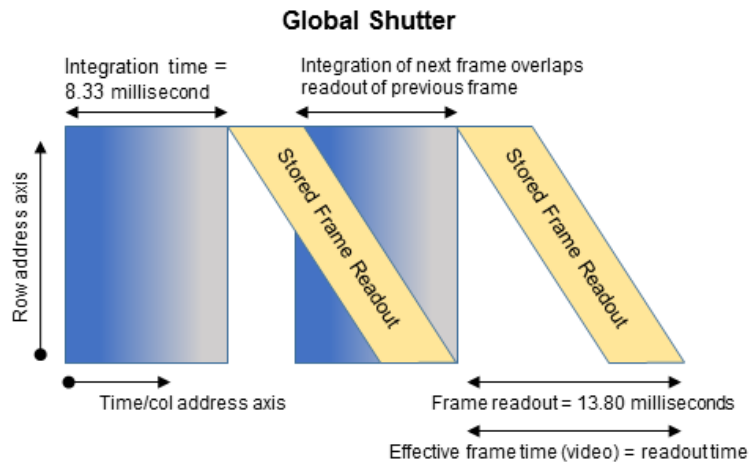 Global Shutter
Integration time =
8.33 millisecond
Integration of next frame overlaps
readout of previous frame
Row address axis
Stored Frame Readout
Stored Frame Readout
Time/col address axis
Frame readout = 13.80 milliseconds
Effective frame time (video) = readout time